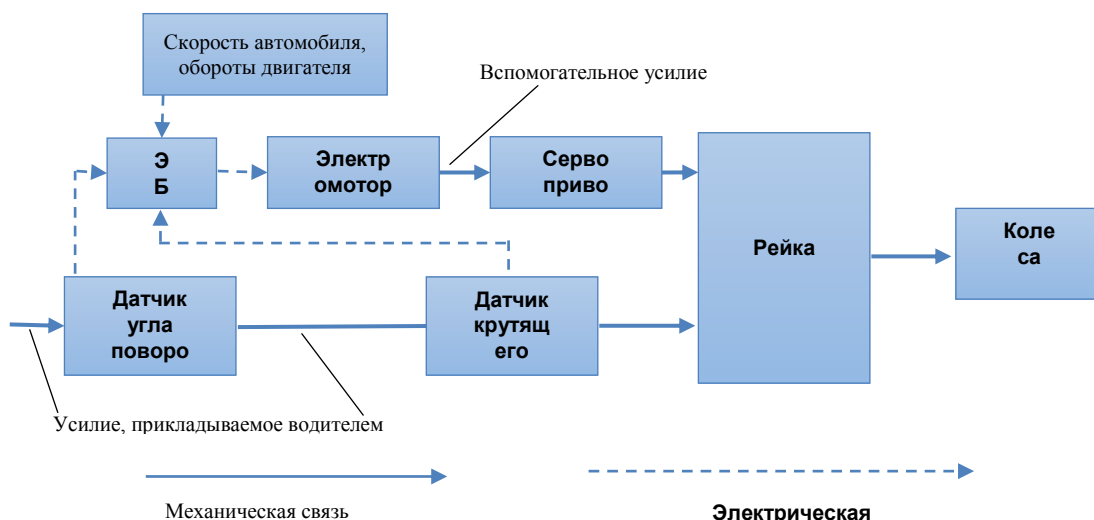 Скорость автомобиля,
обороты двигателя
Вспомогательное усилие
Э
Б
Электр
омотор
Серво
приво
Рейка
Коле
са
Датчик
угла
поворо
Датчик
крутящ
его
Усилие, прикладываемое водителем
Механическая связь
Электрическая